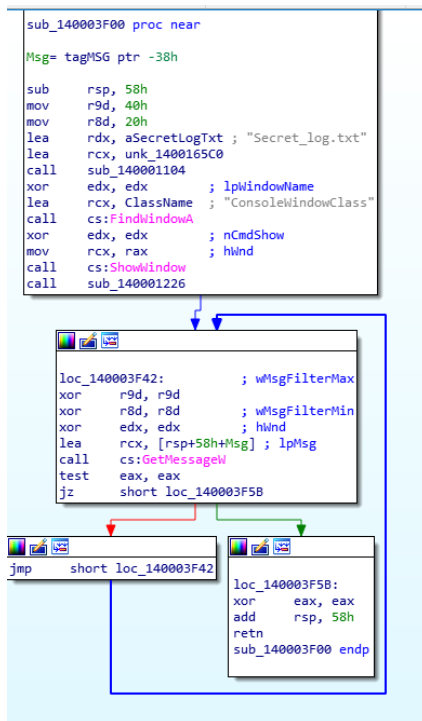 sub_140003F00 proc near
Msg= tagMSG ptr -38h
sub rsp, 58h
mov r9d, 40h
mov r8d, 20h
lea rdx, aSecretLogTxt ; "Secret_log.txt"
lea rcx, unk_1400165C0
call sub_140001104
xor edx, edx ; lpWindowName
lea rcx, ClassName ; "ConsoleWindowClass"
call cs:FindWindowA
xor edx, edx ; nCmdShow
mov rcx, rax ; hWnd
call cs:ShowWindow
call sub_140001226
loc_140003F42: ; wMsgFilterMax
xor r9d, r9d
xor r8d, r8d ; wMsgFilterMin
xor edx, edx ; hWnd
lea rcx, [rsp+58h+Msg] ; lpMsg
call cs:GetMessageW
test eax, eax
jz short loc_140003F5B
jmp short loc_140003F42
loc_140003F5B:
xor eax, eax
add rsp, 58h
retn
sub_140003F00 endp